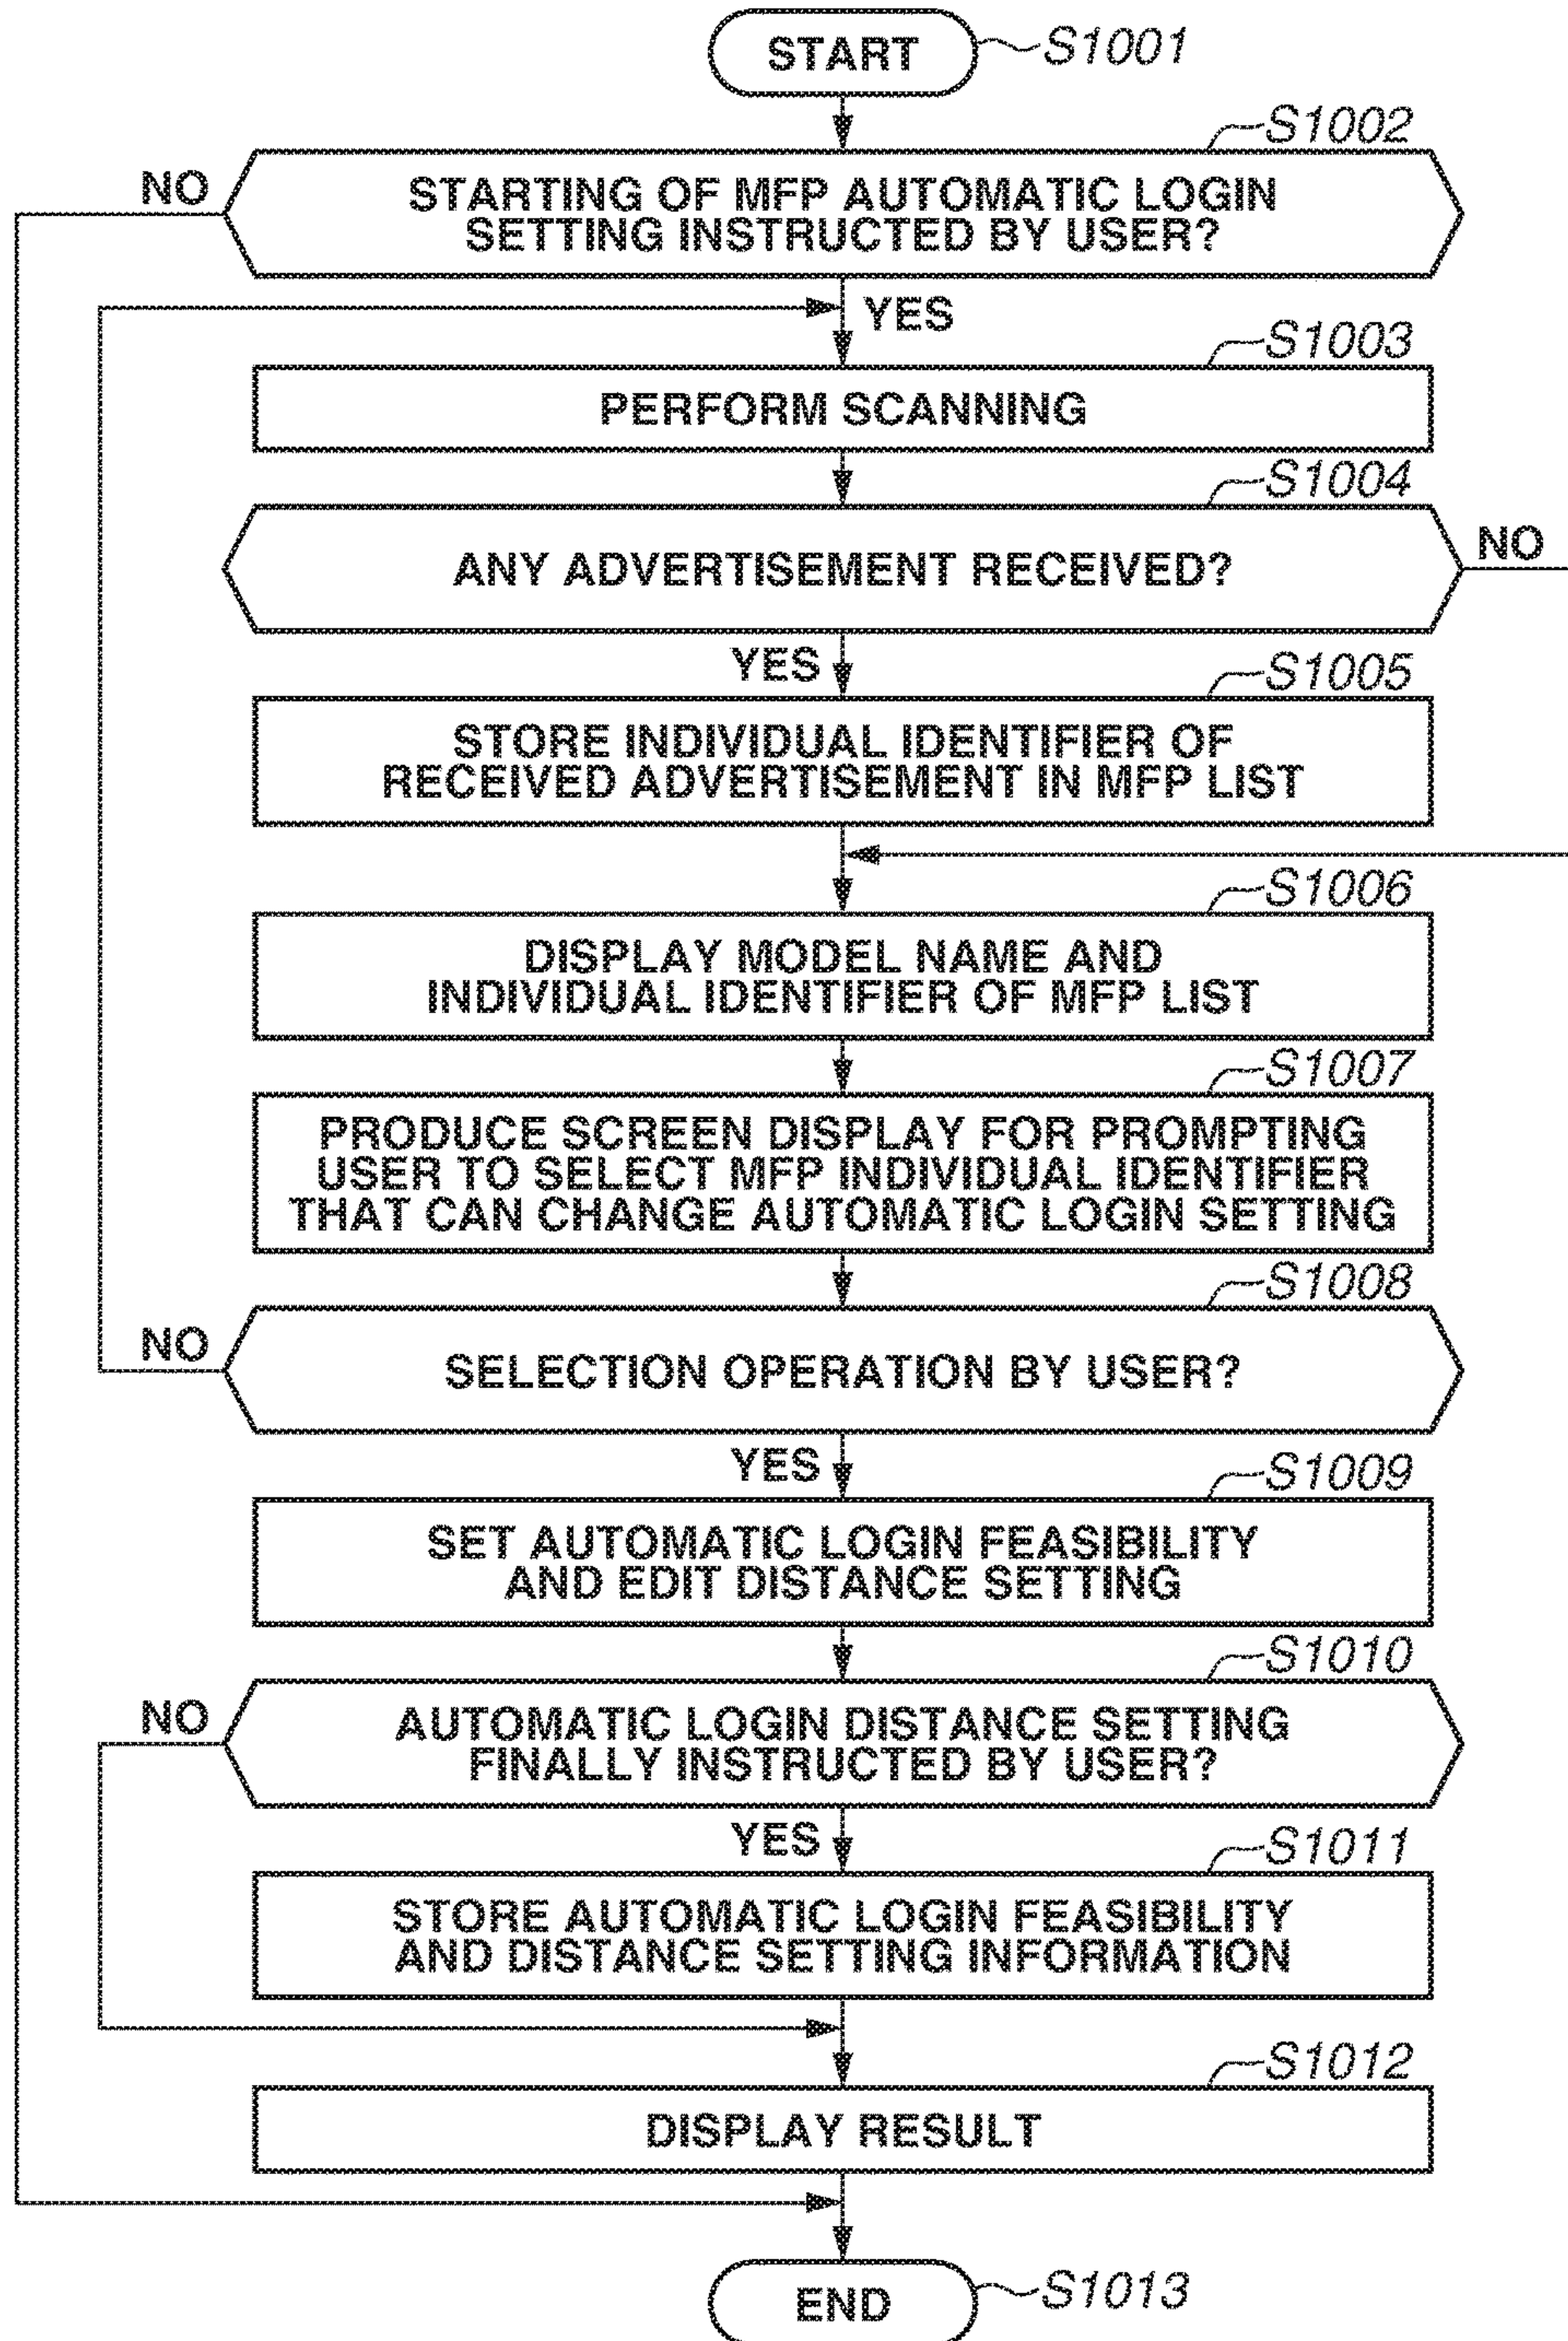 START
S1001
S1002
NO
STARTING OF MFP AUTOMATIC LOGIN
SETTING INSTRUCTED BY USER?
YES
S1003
PERFORM SCANNING
S1004
ANY ADVERTISEMENT RECEIVED?
NO
YES
S1005
STORE INDIVIDUAL IDENTIFIER OF
RECEIVED ADVERTISEMENT IN MFP LIST
S1006
DISPLAY MODEL NAME AND
INDIVIDUAL IDENTIFIER OF MFP LIST
S1007
PRODUCE SCREEN DISPLAY FOR PROMPTING
USER TO SELECT MFP INDIVIDUAL IDENTIFIER
THAT CAN CHANGE AUTOMATIC LOGIN SETTING
S1008
NO
SELECTION OPERATION BY USER?
YES
S1009
SET AUTOMATIC LOGIN FEASIBILITY
AND EDIT DISTANCE SETTING
S1010
NO
AUTOMATIC LOGIN DISTANCE SETTING
FINALLY INSTRUCTED BY USER?
YES
S1011
STORE AUTOMATIC LOGIN FEASIBILITY
AND DISTANCE SETTING INFORMATION
S1012
DISPLAY RESULT
END
S1013